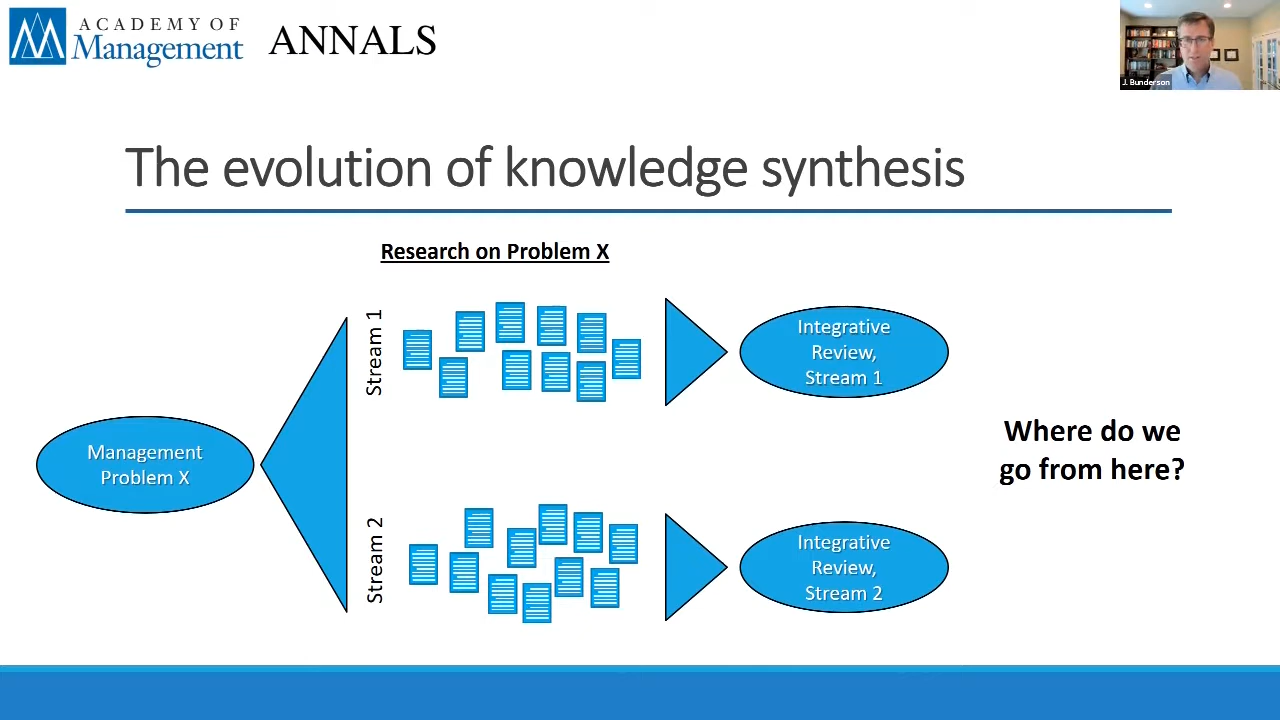 ACADEMY OF
Management
ANNALS
J. Bunderson
The evolution of knowledge synthesis
Research on Problem X
Stream 1
Integrative
Review,
Stream 1
Management
Problem X
Where do we
go from here?
Stream 2
Integrative
Review,
Stream 2